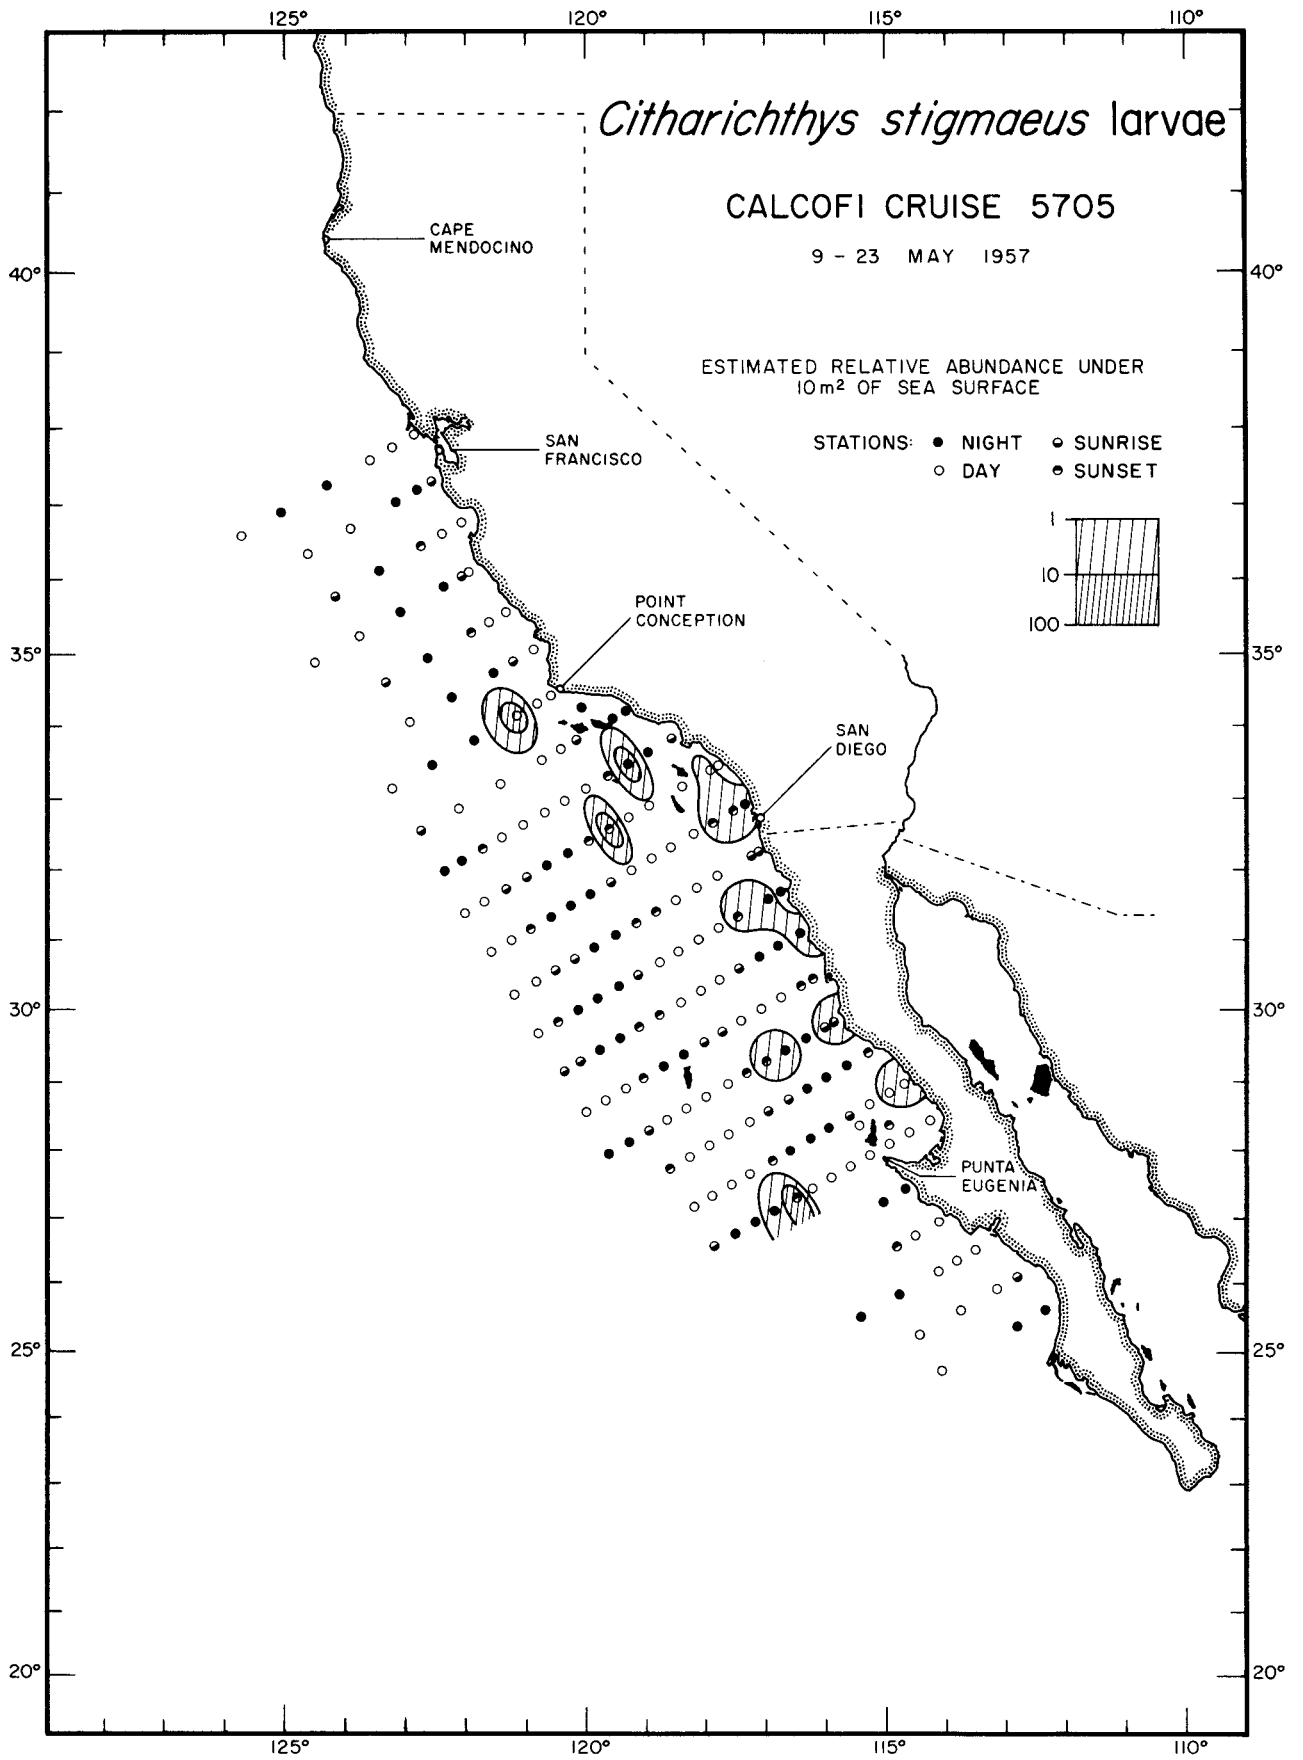 125° 120° 115° 110°
Citharichthys stigmaeus larvae
CALCOFI CRUISE 5705
9 – 23 MAY 1957
CAPE
MENDOCINO
40° 40°
ESTIMATED RELATIVE ABUNDANCE UNDER
10 m² OF SEA SURFACE
STATIONS: NIGHT SUNRISE
DAY SUNSET
SAN
FRANCISCO
1
10
100
POINT
CONCEPTION
35° 35°
SAN
DIEGO
30° 30°
PUNTA
EUGENIA
25° 25°
20° 20°
125° 120° 115° 110°